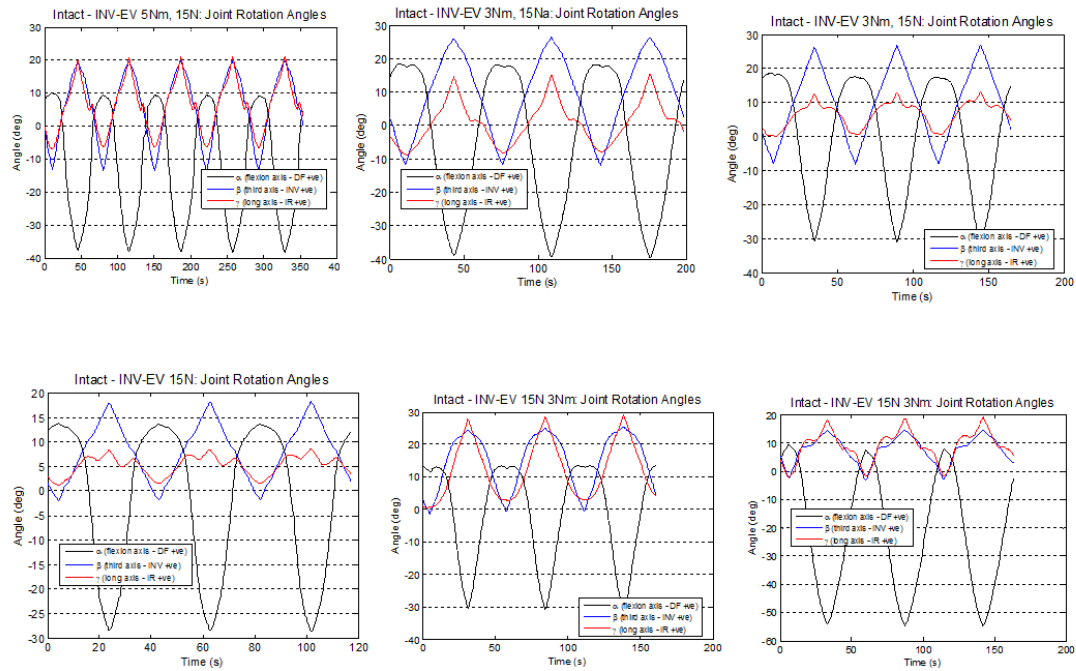 Intact - INV-EV 5Nm, 15N: Joint Rotation Angles
30
20
10
0
-10
-20
-30
-40
Angle (deg)
α (flexion axis - DF +ve)
β (third axis - INV +ve)
γ (long axis - IR +ve)
0 50 100 150 200 250 300 350 40
Time (s)
Intact - INV-EV 3Nm, 15Na: Joint Rotation Angles
30
20
10
0
-10
-20
-30
-40
Angle (deg)
α (flexion axis - DF +ve)
β (third axis - INV +ve)
γ (long axis - IR +ve)
0 50 100 150 200
Time (s)
Intact - INV-EV 3Nm, 15N: Joint Rotation Angles
40
30
20
10
0
-10
-20
-30
-40
Angle (deg)
α (flexion axis - DF +ve)
β (third axis - INV +ve)
γ (long axis - IR +ve)
0 50 100 150 200
Time (s)
Intact - INV-EV 15N: Joint Rotation Angles
20
15
10
5
0
-5
-10
-15
-20
-25
-30
Angle (deg)
α (flexion axis - DF +ve)
β (third axis - INV +ve)
γ (long axis - IR +ve)
0 20 40 60 80 100 120
Time (s)
Intact - INV-EV 15N 3Nm: Joint Rotation Angles
30
20
10
0
-10
-20
-30
-40
Angle (deg)
α (flexion axis - DF +ve)
β (third axis - INV +ve)
γ (long axis - IR +ve)
0 50 100 150 200
Time (s)
Intact - INV-EV 15N 3Nm: Joint Rotation Angles
20
10
0
-10
-20
-30
-40
-50
-60
Angle (deg)
α (flexion axis - DF +ve)
β (third axis - INV +ve)
γ (long axis - IR +ve)
0 50 100 150 200
Time (s)